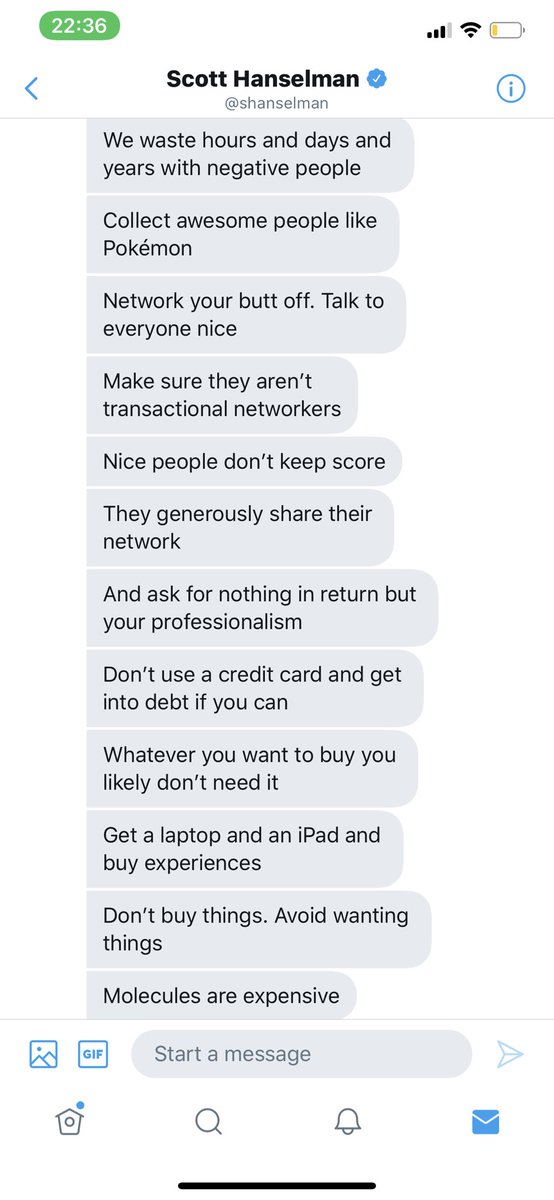 22:36
Scott Hanselman
@shanselman
We waste hours and days and
years with negative people
Collect awesome people like
Pokémon
Network your butt off. Talk to
everyone nice
Make sure they aren’t
transactional networkers
Nice people don’t keep score
They generously share their
network
And ask for nothing in return but
your professionalism
Don’t use a credit card and get
into debt if you can
Whatever you want to buy you
likely don’t need it
Get a laptop and an iPad and
buy experiences
Don’t buy things. Avoid wanting
things
Molecules are expensive
GIF
Start a message